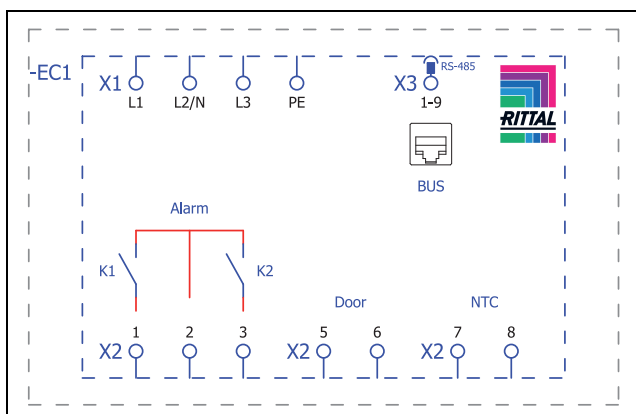 -EC1
X1
L1
L2/N
L3
PE
X3
RS-485
1-9
RITTAL
BUS
Alarm
K1
K2
Door
NTC
X2
1
2
3
X2
5
6
X2
7
8